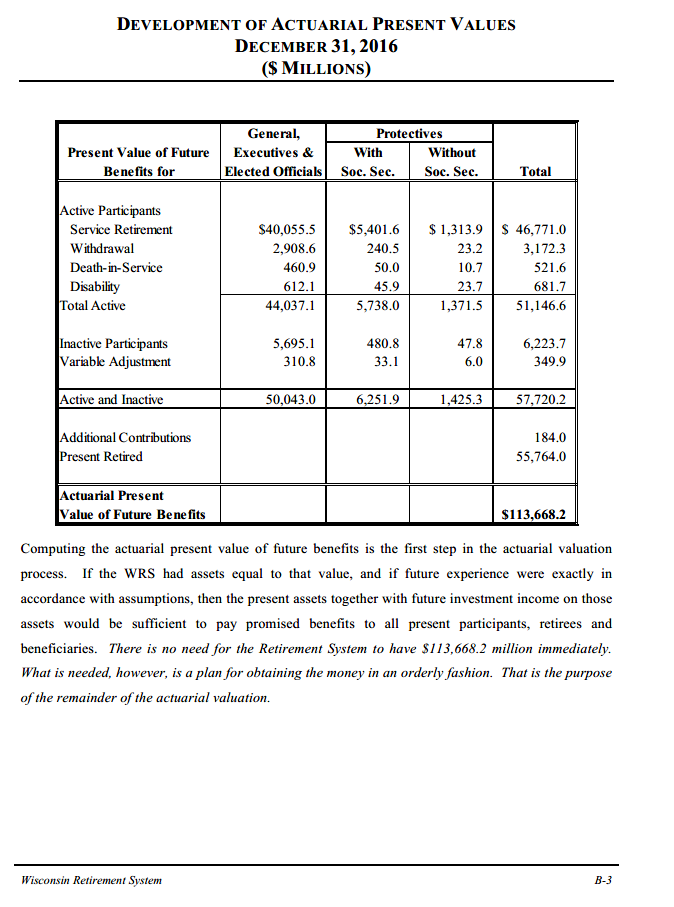 DEVELOPMENT OF ACTUARIAL PRESENT VALUES
DECEMBER 31, 2016
($ MILLIONS)
General, Protectives
Present Value of Future Executives & With Without
Benefits for Elected Officials Soc. Sec. Soc. Sec. Total
Active Participants
Service Retirement $40,055.5 $5,401.6 $ 1,313.9 $ 46,771.0
Withdrawal 2,908.6 240.5 23.2 3,172.3
Death-in-Service 460.9 50.0 10.7 521.6
Disability 612.1 45.9 23.7 681.7
Total Active 44,037.1 5,738.0 1,371.5 51,146.6
Inactive Participants 5,695.1 480.8 47.8 6,223.7
Variable Adjustment 310.8 33.1 6.0 349.9
Active and Inactive 50,043.0 6,251.9 1,425.3 57,720.2
Additional Contributions 184.0
Present Retired 55,764.0
Actuarial Present
Value of Future Benefits $113,668.2
Computing the actuarial present value of future benefits is the first step in the actuarial valuation
process. If the WRS had assets equal to that value, and if future experience were exactly in
accordance with assumptions, then the present assets together with future investment income on those
assets would be sufficient to pay promised benefits to all present participants, retirees and
beneficiaries. There is no need for the Retirement System to have $113,668.2 million immediately.
What is needed, however, is a plan for obtaining the money in an orderly fashion. That is the purpose
of the remainder of the actuarial valuation.
Wisconsin Retirement System B-3